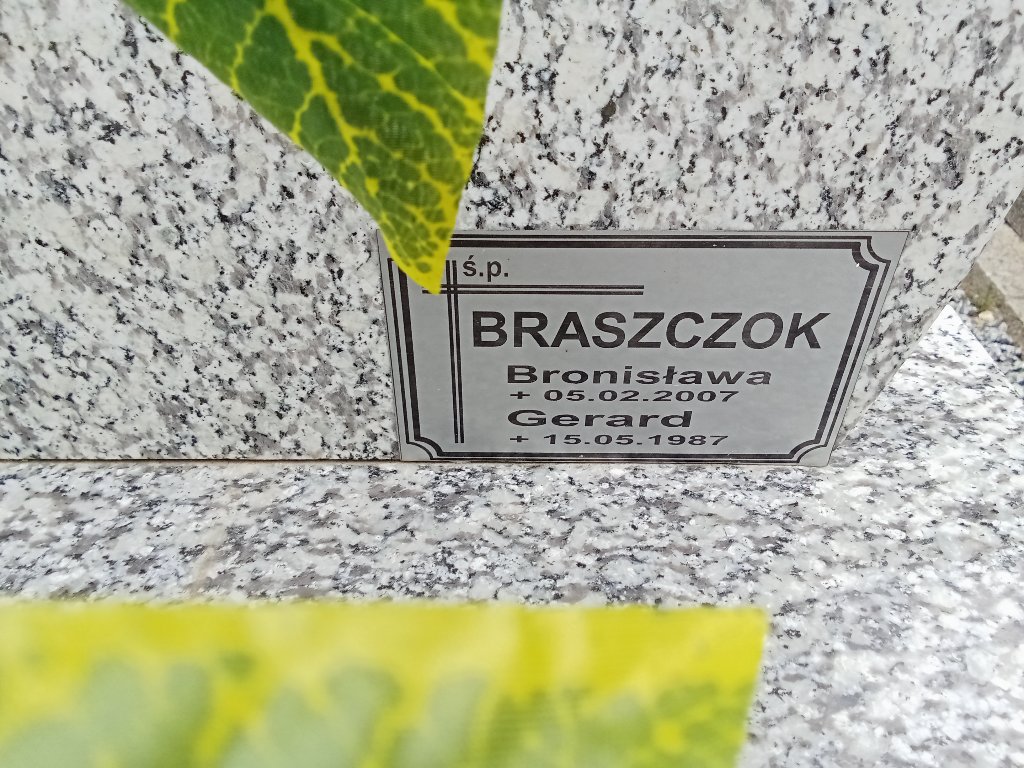 ś.p.
BRASZCZOK
Bronisława
+ 05.02.2007
Gerard
+ 15.05.1987